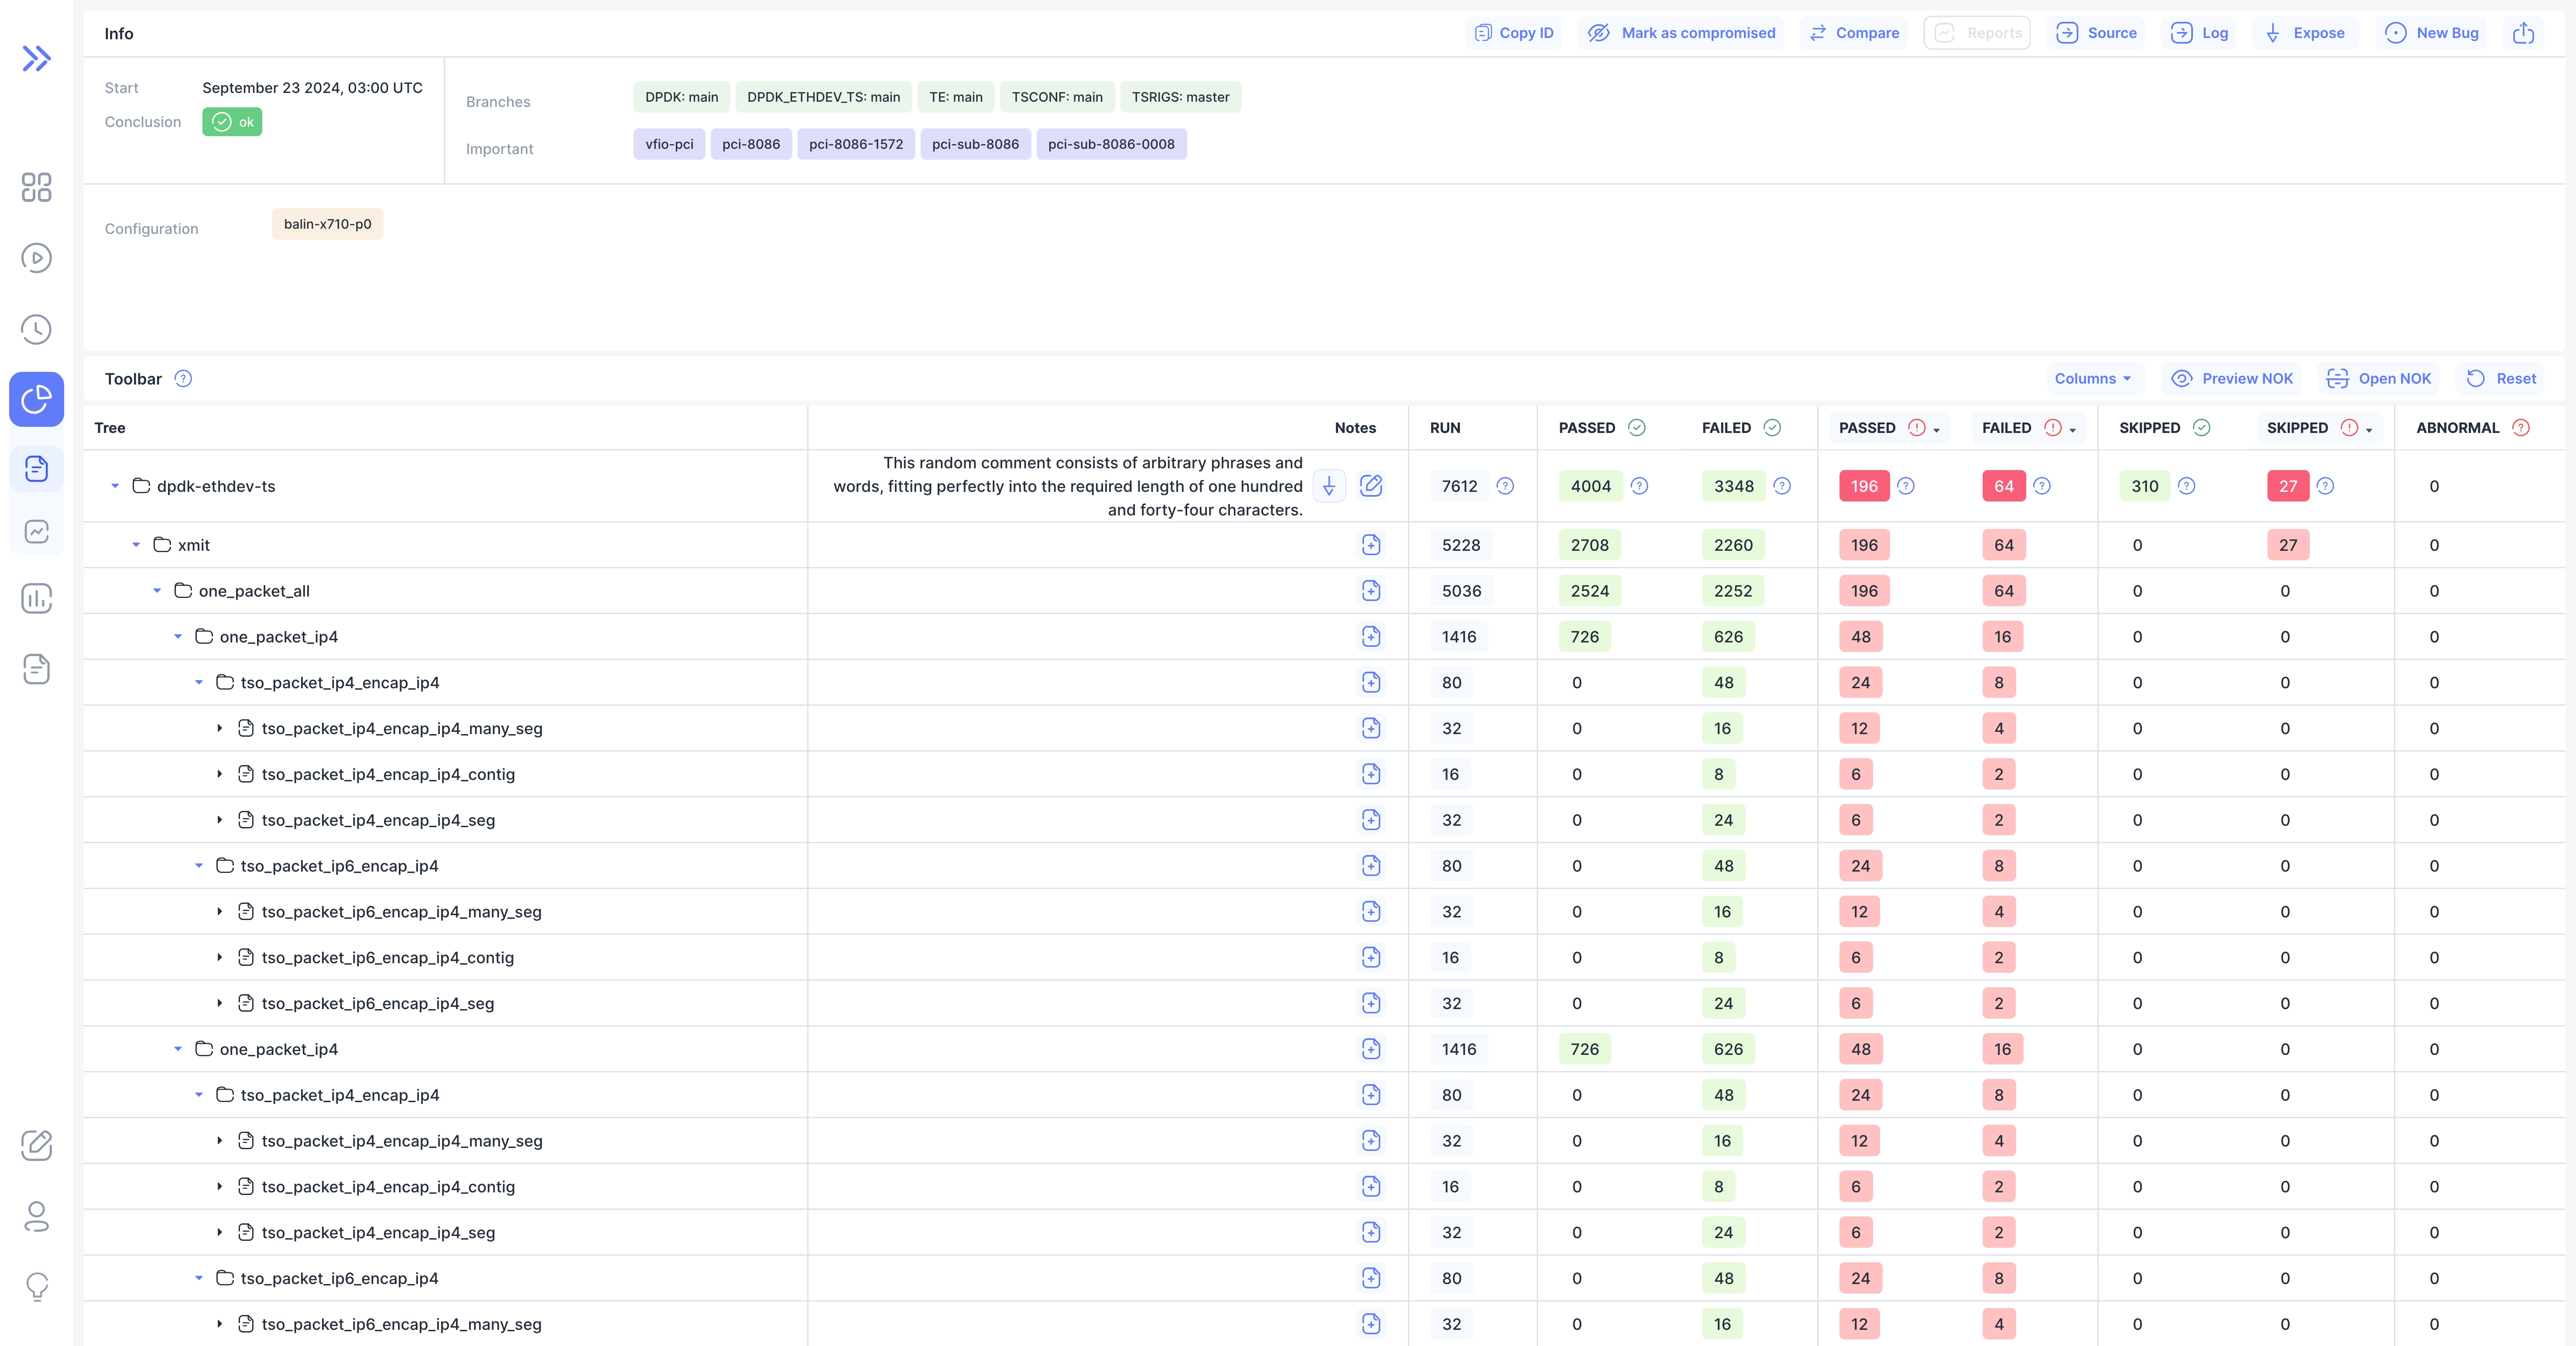 Info
Copy ID Mark as compromised Compare Reports Source Log Expose New Bug
Start September 23 2024, 03:00 UTC
Conclusion ok
Branches DPDK: main DPDK_ETHDEV_TS: main TE: main TSCONF: main TSRIGS: master
Important vfio-pci pci-8086 pci-8086-1572 pci-sub-8086 pci-sub-8086-0008
Configuration balin-x710-p0
Toolbar
Columns Preview NOK Open NOK Reset
Tree Notes RUN PASSED FAILED PASSED FAILED SKIPPED SKIPPED ABNORMAL
This random comment consists of arbitrary phrases and
words, fitting perfectly into the required length of one hundred
and forty-four characters.
dpdk-ethdev-ts 7612 4004 3348 196 64 310 27 0
xmit 5228 2708 2260 196 64 0 27 0
one_packet_all 5036 2524 2252 196 64 0 0 0
one_packet_ip4 1416 726 626 48 16 0 0 0
tso_packet_ip4_encap_ip4 80 0 48 24 8 0 0 0
tso_packet_ip4_encap_ip4_many_seg 32 0 16 12 4 0 0 0
tso_packet_ip4_encap_ip4_contig 16 0 8 6 2 0 0 0
tso_packet_ip4_encap_ip4_seg 32 0 24 6 2 0 0 0
tso_packet_ip6_encap_ip4 80 0 48 24 8 0 0 0
tso_packet_ip6_encap_ip4_many_seg 32 0 16 12 4 0 0 0
tso_packet_ip6_encap_ip4_contig 16 0 8 6 2 0 0 0
tso_packet_ip6_encap_ip4_seg 32 0 24 6 2 0 0 0
one_packet_ip4 1416 726 626 48 16 0 0 0
tso_packet_ip4_encap_ip4 80 0 48 24 8 0 0 0
tso_packet_ip4_encap_ip4_many_seg 32 0 16 12 4 0 0 0
tso_packet_ip4_encap_ip4_contig 16 0 8 6 2 0 0 0
tso_packet_ip4_encap_ip4_seg 32 0 24 6 2 0 0 0
tso_packet_ip6_encap_ip4 80 0 48 24 8 0 0 0
tso_packet_ip6_encap_ip4_many_seg 32 0 16 12 4 0 0 0